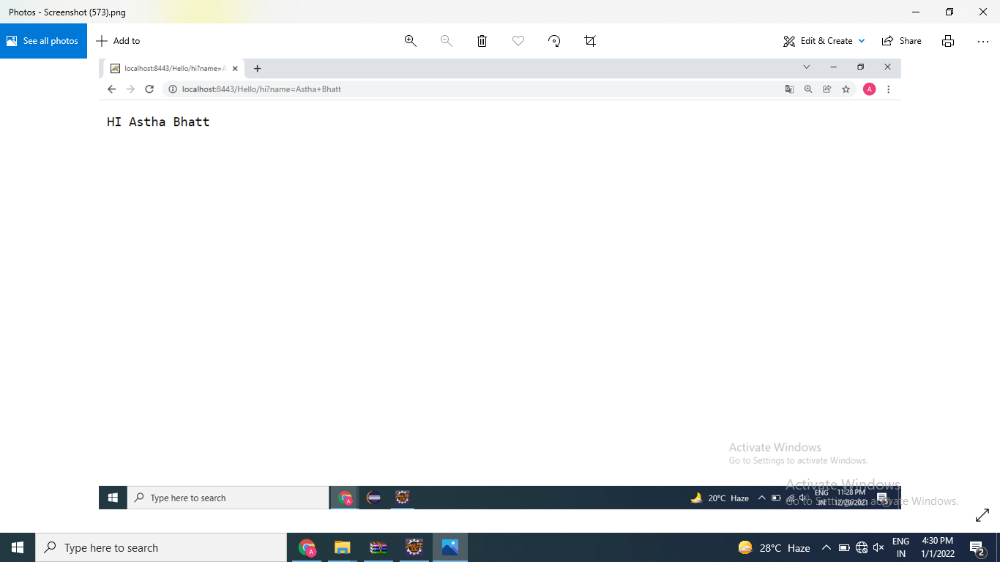 Photos - Screenshot (573).png
See all photos
Add to
Edit & Create
Share
localhost:8443/Hello/hi?name=A
localhost:8443/Hello/hi?name=Astha+Bhatt
A
HI Astha Bhatt
Activate Windows
Go to Settings to activate Windows.
Activate Windows
Go to Settings to activate Windows.
Type here to search
A
20°C Haze
ENG
IN
11:28 PM
12/29/2021
5
Type here to search
A
28°C Haze
ENG
IN
4:30 PM
1/1/2022
2